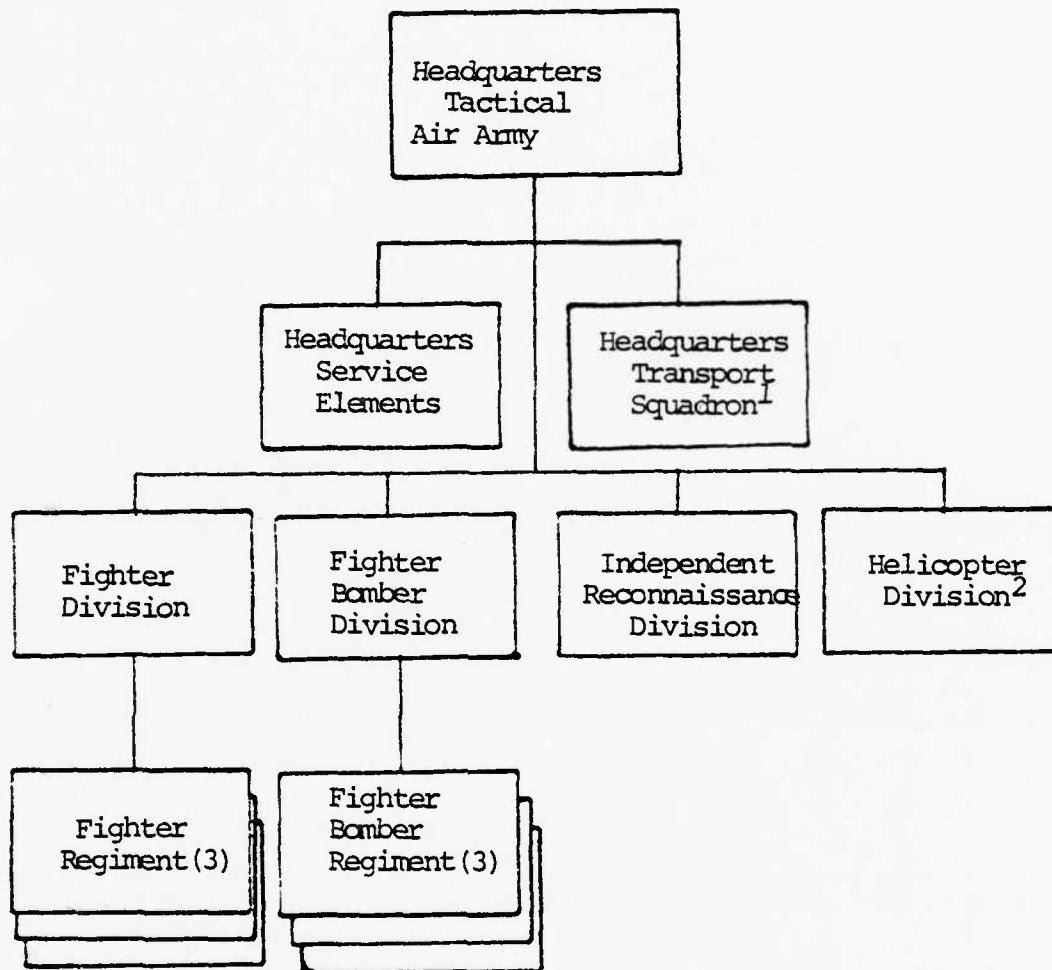 Headquarters
Tactical
Air Army
Headquarters
Service
Elements
Headquarters
Transport
Squadron1
Fighter
Division
Fighter
Bomber
Division
Independent
Reconnaissance
Division
Helicopter
Division2
Fighter
Regiment(3)
Fighter
Bomber
Regiment(3)